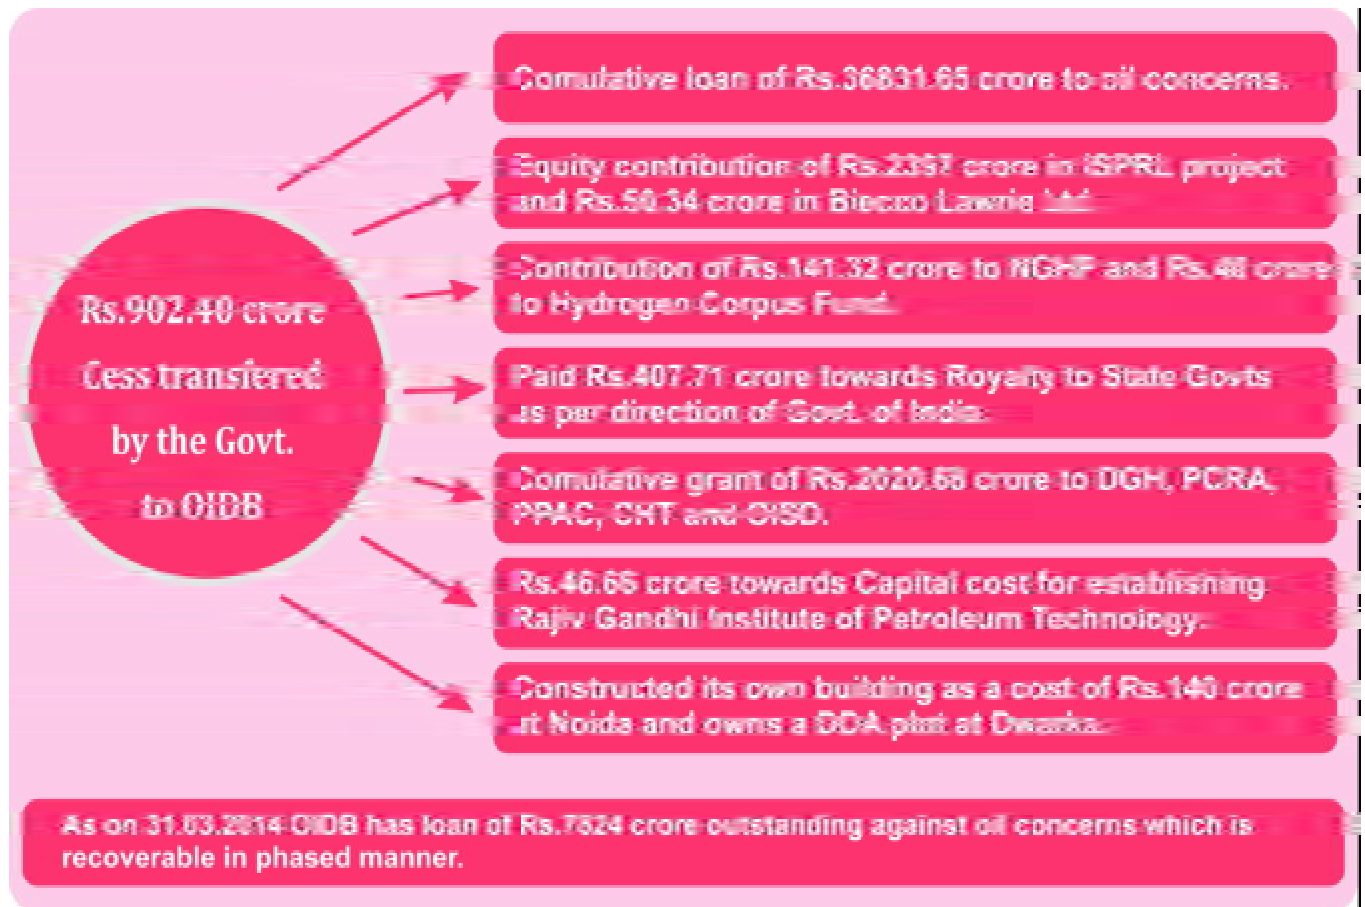 Rs.902.40 crore
Cess transfered
by the Govt.
to OIDB
Comulative loan of Rs.36831.65 crore to oil concerns.
Equity contribution of Rs.2397 crore in ISPRL project
and Rs.50.34 crore in Biecco Lawrie Ltd.
Contribution of Rs.141.32 crore to NGHP and Rs.40 crore
to Hydrogen Corpus Fund.
Paid Rs.407.71 crore towards Royalty to State Govts
as per direction of Govt. of India.
Comulative grant of Rs.2020.58 crore to DGH, PCRA,
PPAC, CHT and OISD.
Rs.46.66 crore towards Capital cost for establishing
Rajiv Gandhi Institute of Petroleum Technology.
Constructed its own building as a cost of Rs.140 crore
at Noida and owns a DDA plot at Dwarka.
As on 31.03.2014 OIDB has loan of Rs.7824 crore outstanding against oil concerns which is
recoverable in phased manner.